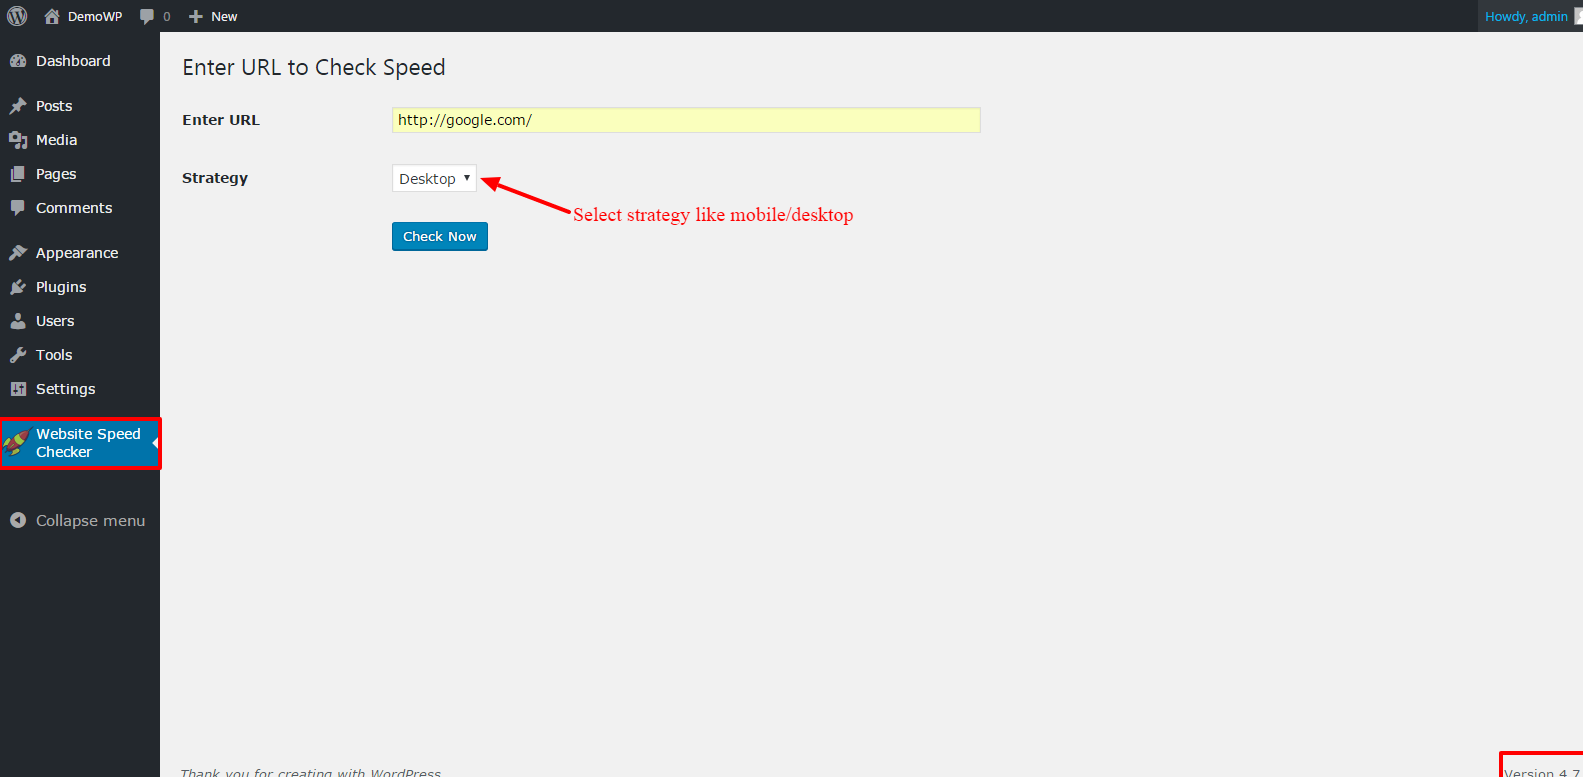 DemoWP 0 New Howdy, admin
Dashboard
Posts
Media
Pages
Comments
Appearance
Plugins
Users
Tools
Settings
Website Speed
Checker
Collapse menu
Enter URL to Check Speed
Enter URL http://google.com/
Strategy Desktop
Select strategy like mobile/desktop
Check Now
Thank you for creating with WordPress.
Version 4.7